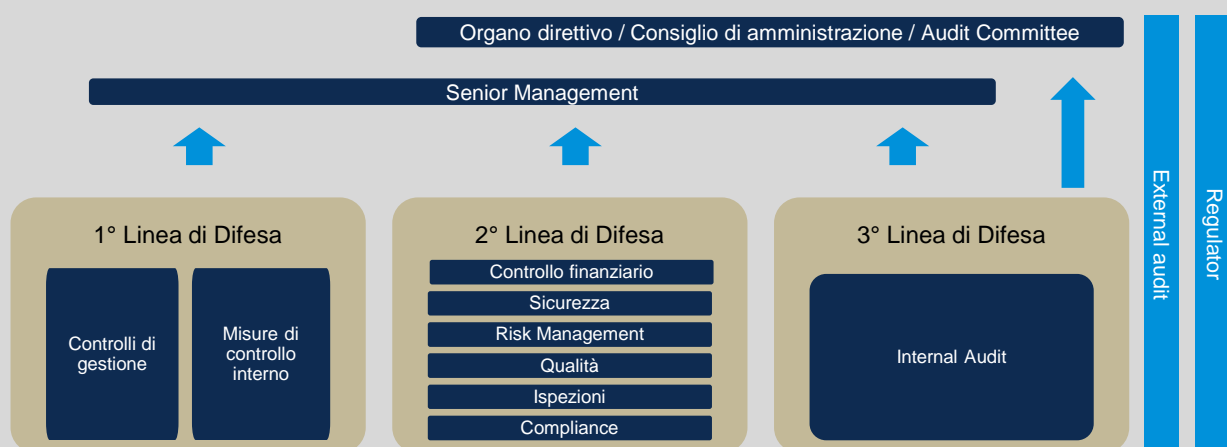 Organo direttivo / Consiglio di amministrazione / Audit Committee
Senior Management
1° Linea di Difesa
Controlli di
gestione
Misure di
controllo
interno
2° Linea di Difesa
Controllo finanziario
Sicurezza
Risk Management
Qualità
Ispezioni
Compliance
3° Linea di Difesa
Internal Audit
External audit
Regulator